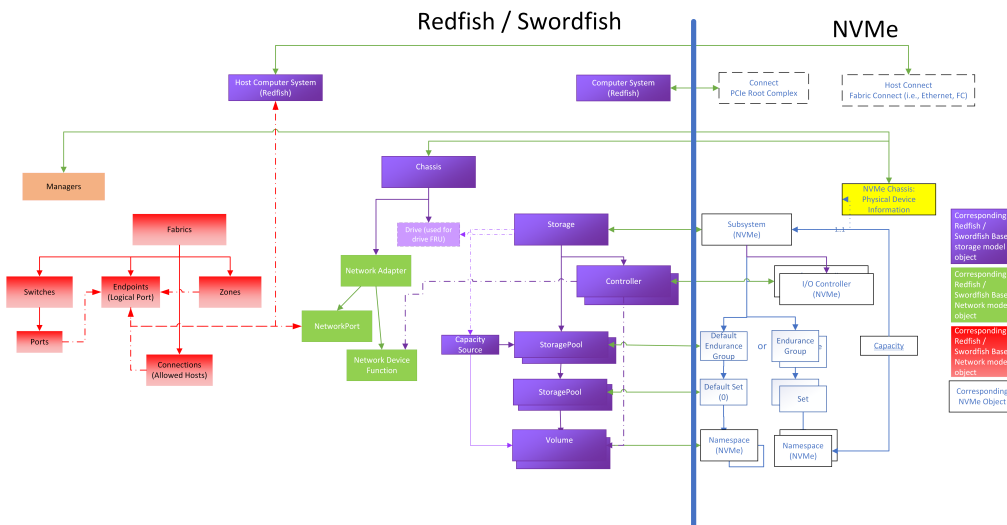 Redfish / Swordfish
NVMe
Host Computer System
(Redfish)
Computer System
(Redfish)
Connect
PCIe Root Complex
Host Connect
Fabric Connect (i.e., Ethernet, FC)
Managers
Chassis
NVMe Chassis:
Physical Device
Information
Fabrics
Drive (used for
drive FRU)
Storage
Subsystem
(NVMe)
1..1
Corresponding
Redfish /
Swordfish Base
storage model
object
Switches
Endpoints
(Logical Port)
Zones
Network Adapter
Controller
I/O Controller
(NVMe)
Corresponding
Redfish /
Swordfish Base
Network model
object
Ports
NetworkPort
Capacity
Source
StoragePool
Default
Endurance
Group
or
Endurance
Group
e
Capacity
Corresponding
Redfish /
Swordfish Base
Network model
object
Connections
(Allowed Hosts)
Network Device
Function
StoragePool
Default Set
(0)
Set
Corresponding
NVMe Object
Volume
Namespace
(NVMe)
Namespace
(NVMe)